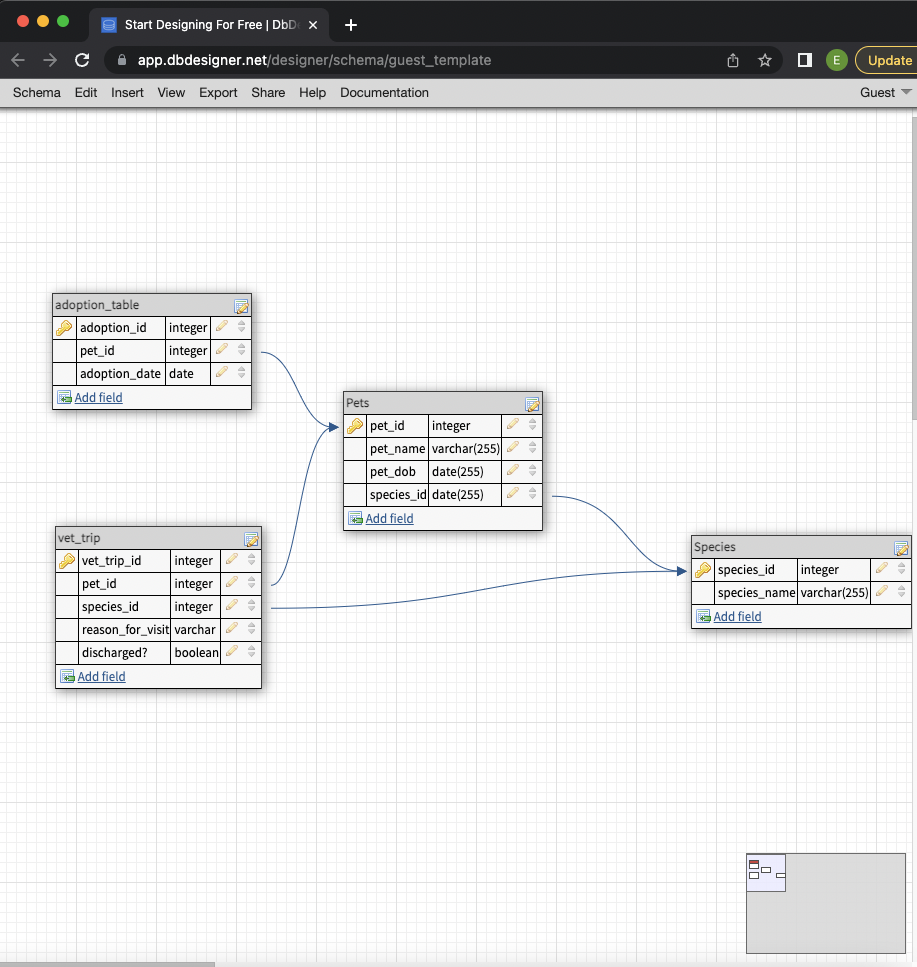 Start Designing For Free | DbD
app.dbdesigner.net/designer/schema/guest_template
E
Update
Schema Edit Insert View Export Share Help Documentation Guest
adoption_table
adoption_id integer
pet_id integer
adoption_date date
Add field
Pets
pet_id integer
pet_name varchar(255)
pet_dob date(255)
species_id date(255)
Add field
vet_trip
vet_trip_id integer
pet_id integer
species_id integer
reason_for_visit varchar
discharged? boolean
Add field
Species
species_id integer
species_name varchar(255)
Add field